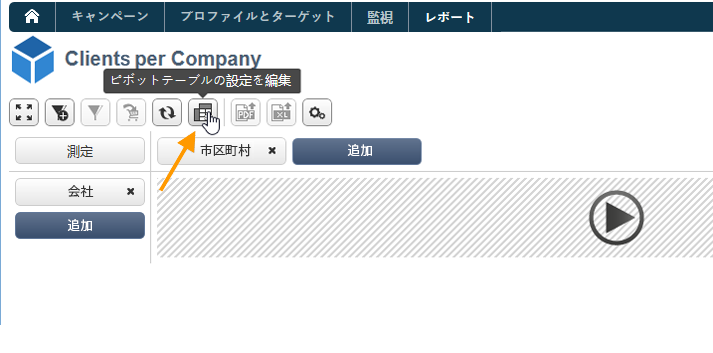 キャンペーン プロファイルとターゲット 監視 レポート
Clients per Company
ピボットテーブルの設定を編集
PDF XL
測定 市区町村 × 追加
会社 ×
追加